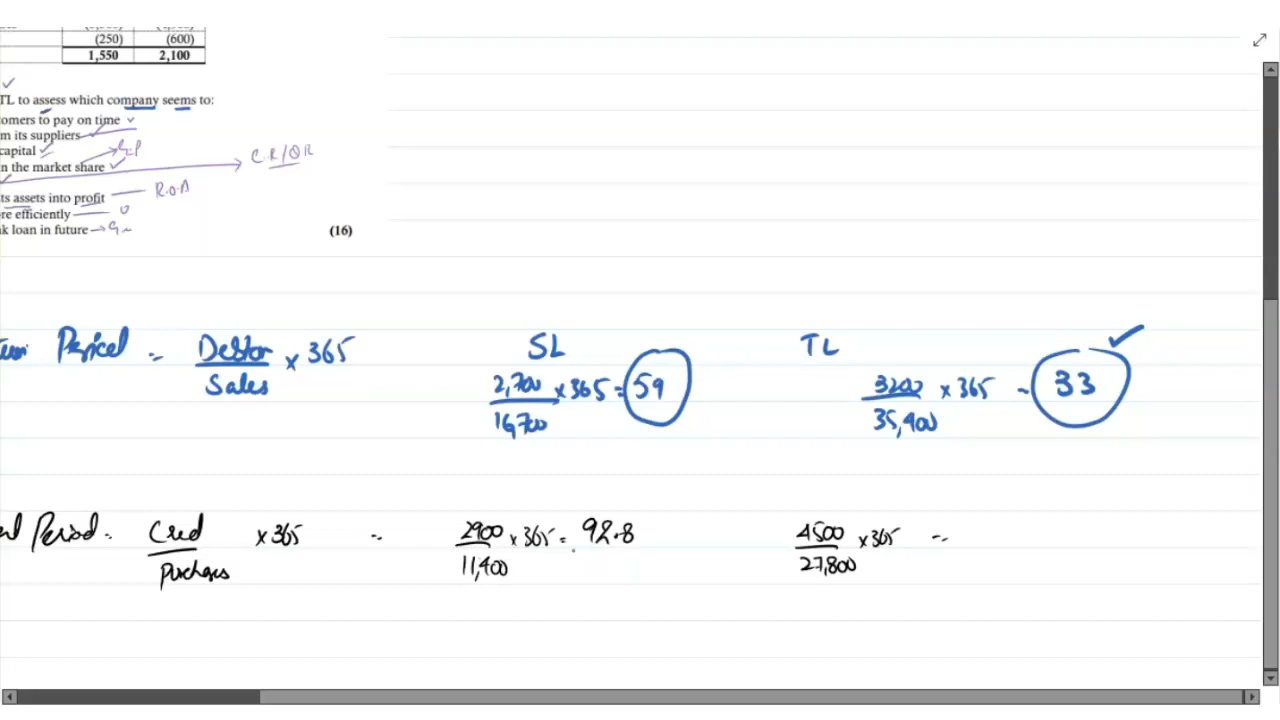 (250) (600)
1,550 2,100
TL to assess which company seems to:
omers to pay on time
m its suppliers
capital
G.P
n the market share
C.R/QR
ts assets into profit
R.O.A
re efficiently
k loan in future
(16)
Period = Debtor × 365
Sales
SL
2,700 × 365 = 59
16,700
TL
3200 × 365 = 33
35,400
Period = Cred × 365 =
Purchases
2900 × 365 = 92.8
11,400
4500 × 365 =
27,800